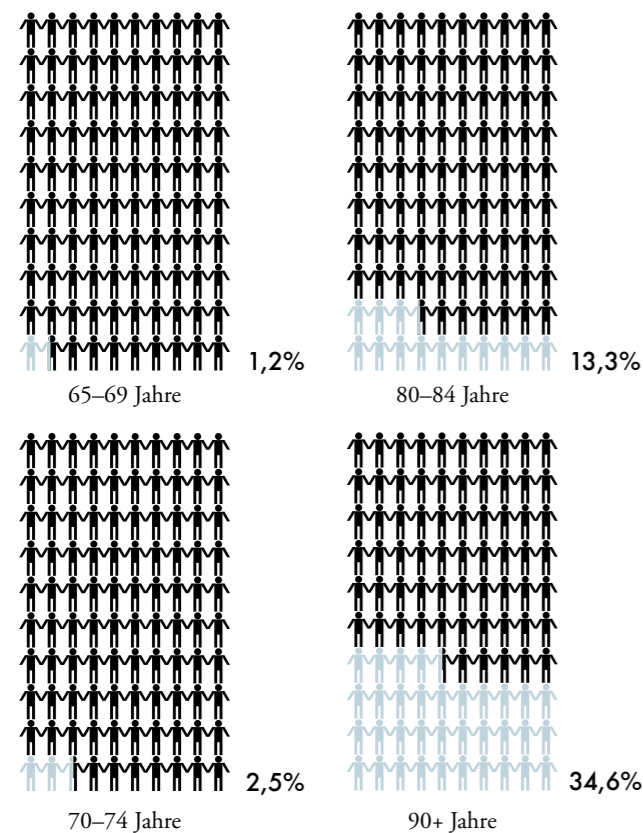 1,2%
65–69 Jahre
13,3%
80–84 Jahre
2,5%
70–74 Jahre
34,6%
90+ Jahre